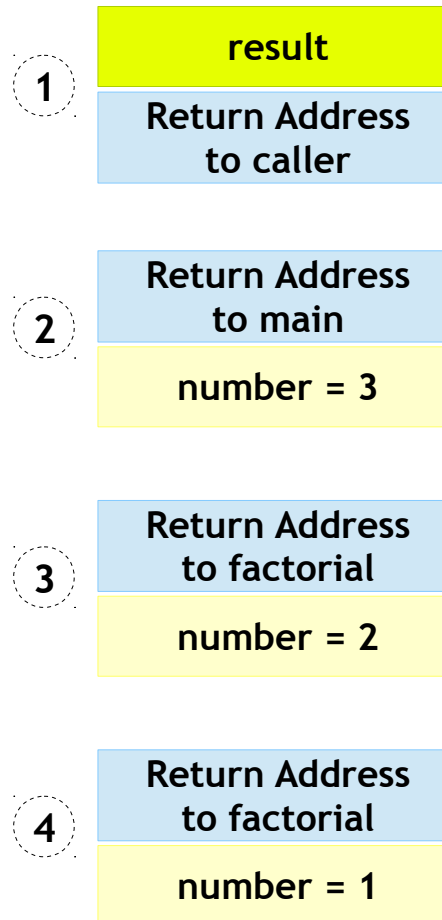 1
result
Return Address
to caller
2
Return Address
to main
number = 3
3
Return Address
to factorial
number = 2
4
Return Address
to factorial
number = 1